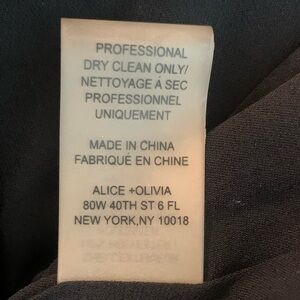 PROFESSIONAL
DRY CLEAN ONLY/
NETTOYAGE À SEC
PROFESSIONNEL
UNIQUEMENT
MADE IN CHINA
FABRIQUÉ EN CHINE
ALICE +OLIVIA
80W 40TH ST 6 FL
NEW YORK,NY 10018